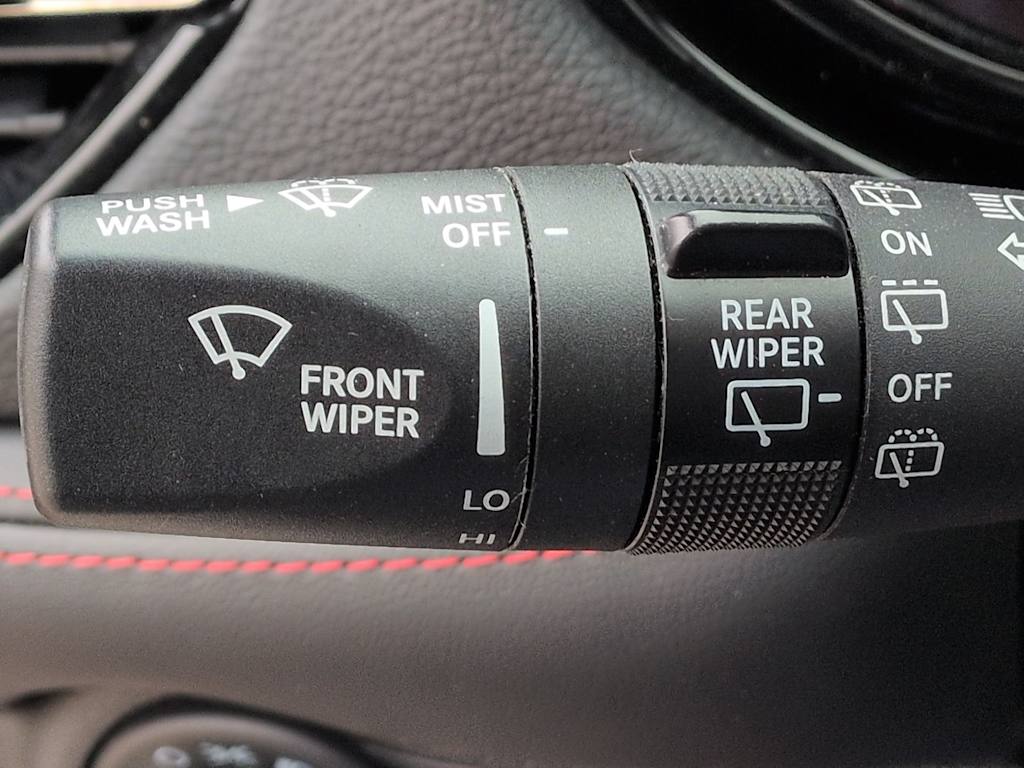 PUSH
WASH
MIST
OFF
FRONT
WIPER
LO
HI
REAR
WIPER
ON
OFF